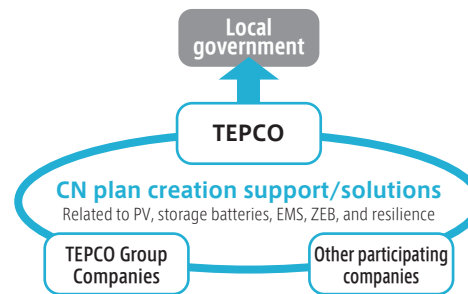 Local
government
TEPCO
CN plan creation support/solutions
Related to PV, storage batteries, EMS, ZEB, and resilience
TEPCO Group
Companies
Other participating
companies